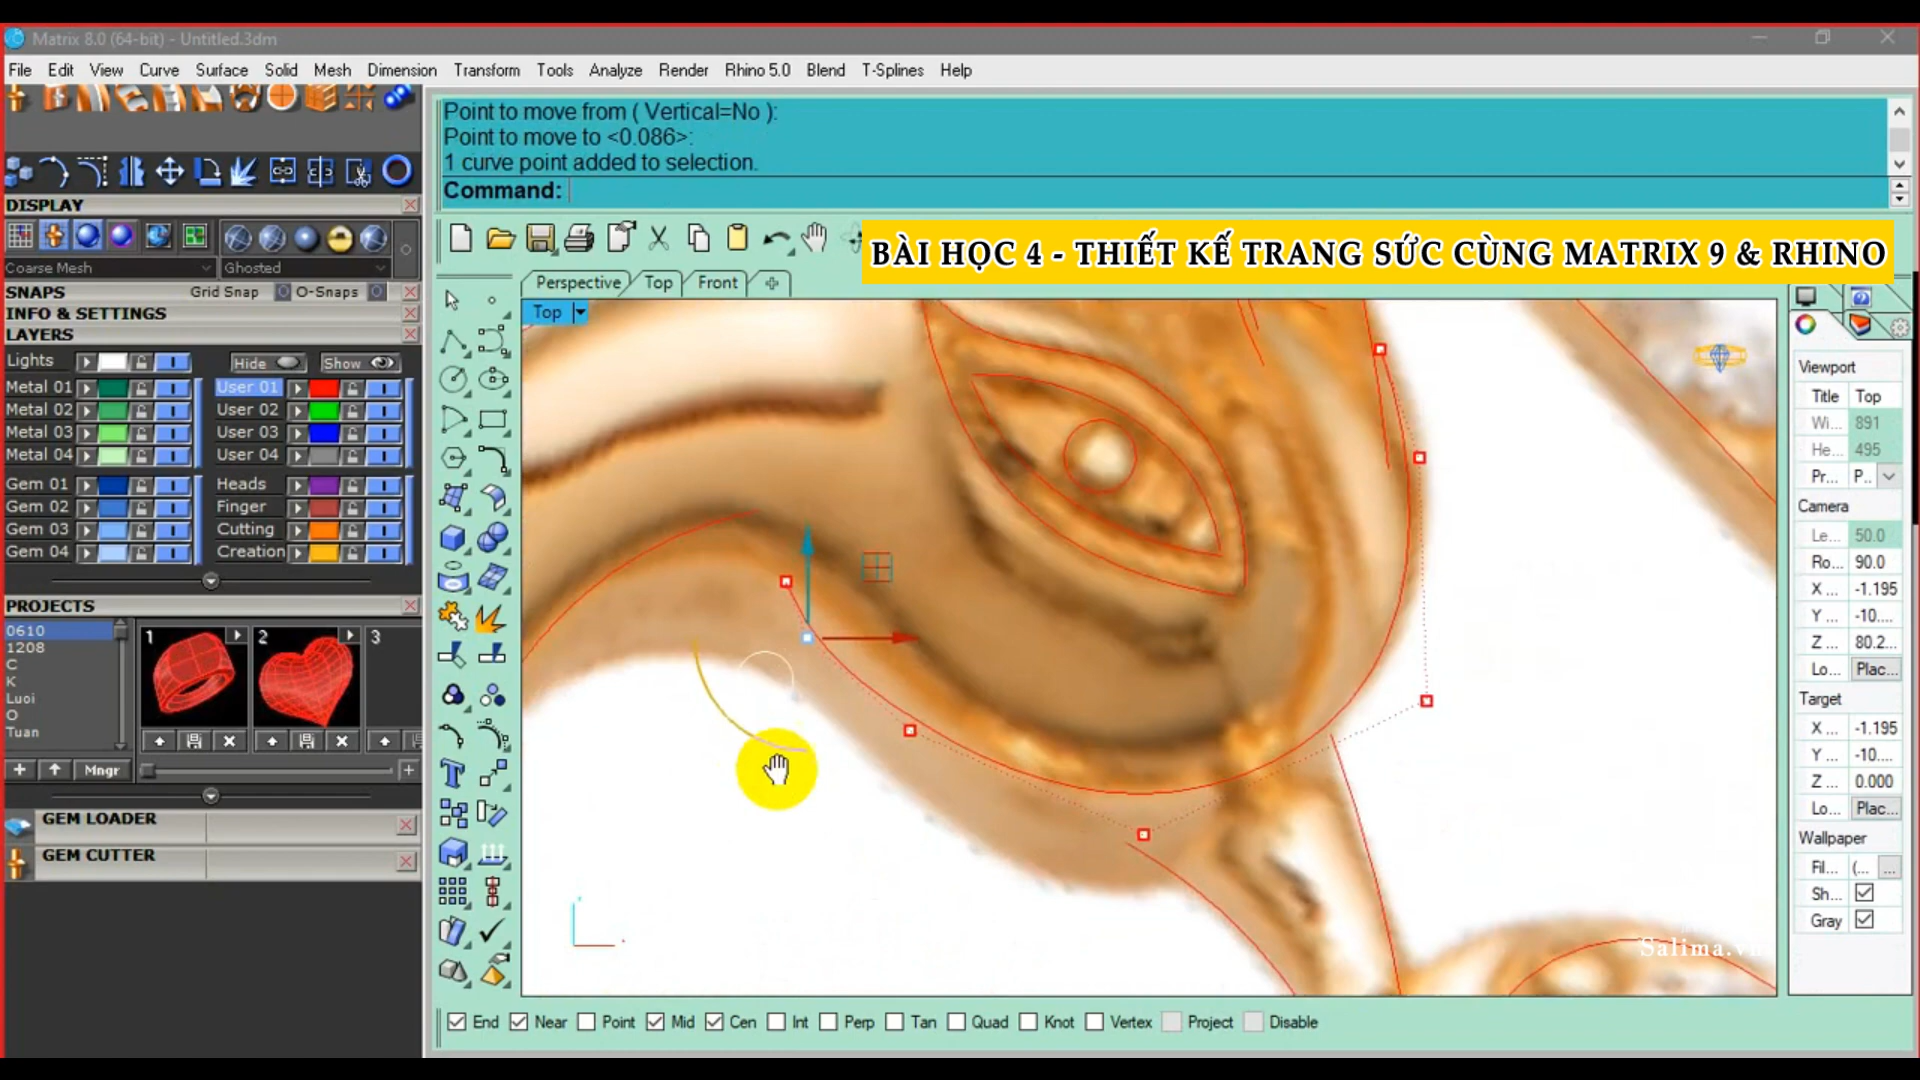 Matrix 8.0 (64-bit) - Untitled.3dm
File Edit View Curve Surface Solid Mesh Dimension Transform Tools Analyze Render Rhino 5.0 Blend T-Splines Help
Point to move from ( Vertical=No ):
Point to move to <0.086>:
1 curve point added to selection.
Command:
BÀI HỌC 4 - THIẾT KẾ TRANG SỨC CÙNG MATRIX 9 & RHINO
DISPLAY
Coarse Mesh Ghosted
SNAPS Grid Snap O-Snaps
INFO & SETTINGS
LAYERS
Lights Hide Show
Metal 01 User 01
Metal 02 User 02
Metal 03 User 03
Metal 04 User 04
Gem 01 Heads
Gem 02 Finger
Gem 03 Cutting
Gem 04 Creation
PROJECTS
0610
1208
C
K
Luoi
O
Tuan
1 2 3
Mngr
GEM LOADER
GEM CUTTER
Perspective Top Front
Top
Viewport
Title Top
Wi... 891
He... 495
Pr... P..
Camera
Le... 50.0
Ro... 90.0
X ... -1.195
Y ... -10....
Z ... 80.2...
Lo... Plac...
Target
X ... -1.195
Y ... -10....
Z ... 0.000
Lo... Plac...
Wallpaper
Fil... (... ...
Sh...
Gray
Salima.vn
End Near Point Mid Cen Int Perp Tan Quad Knot Vertex Project Disable